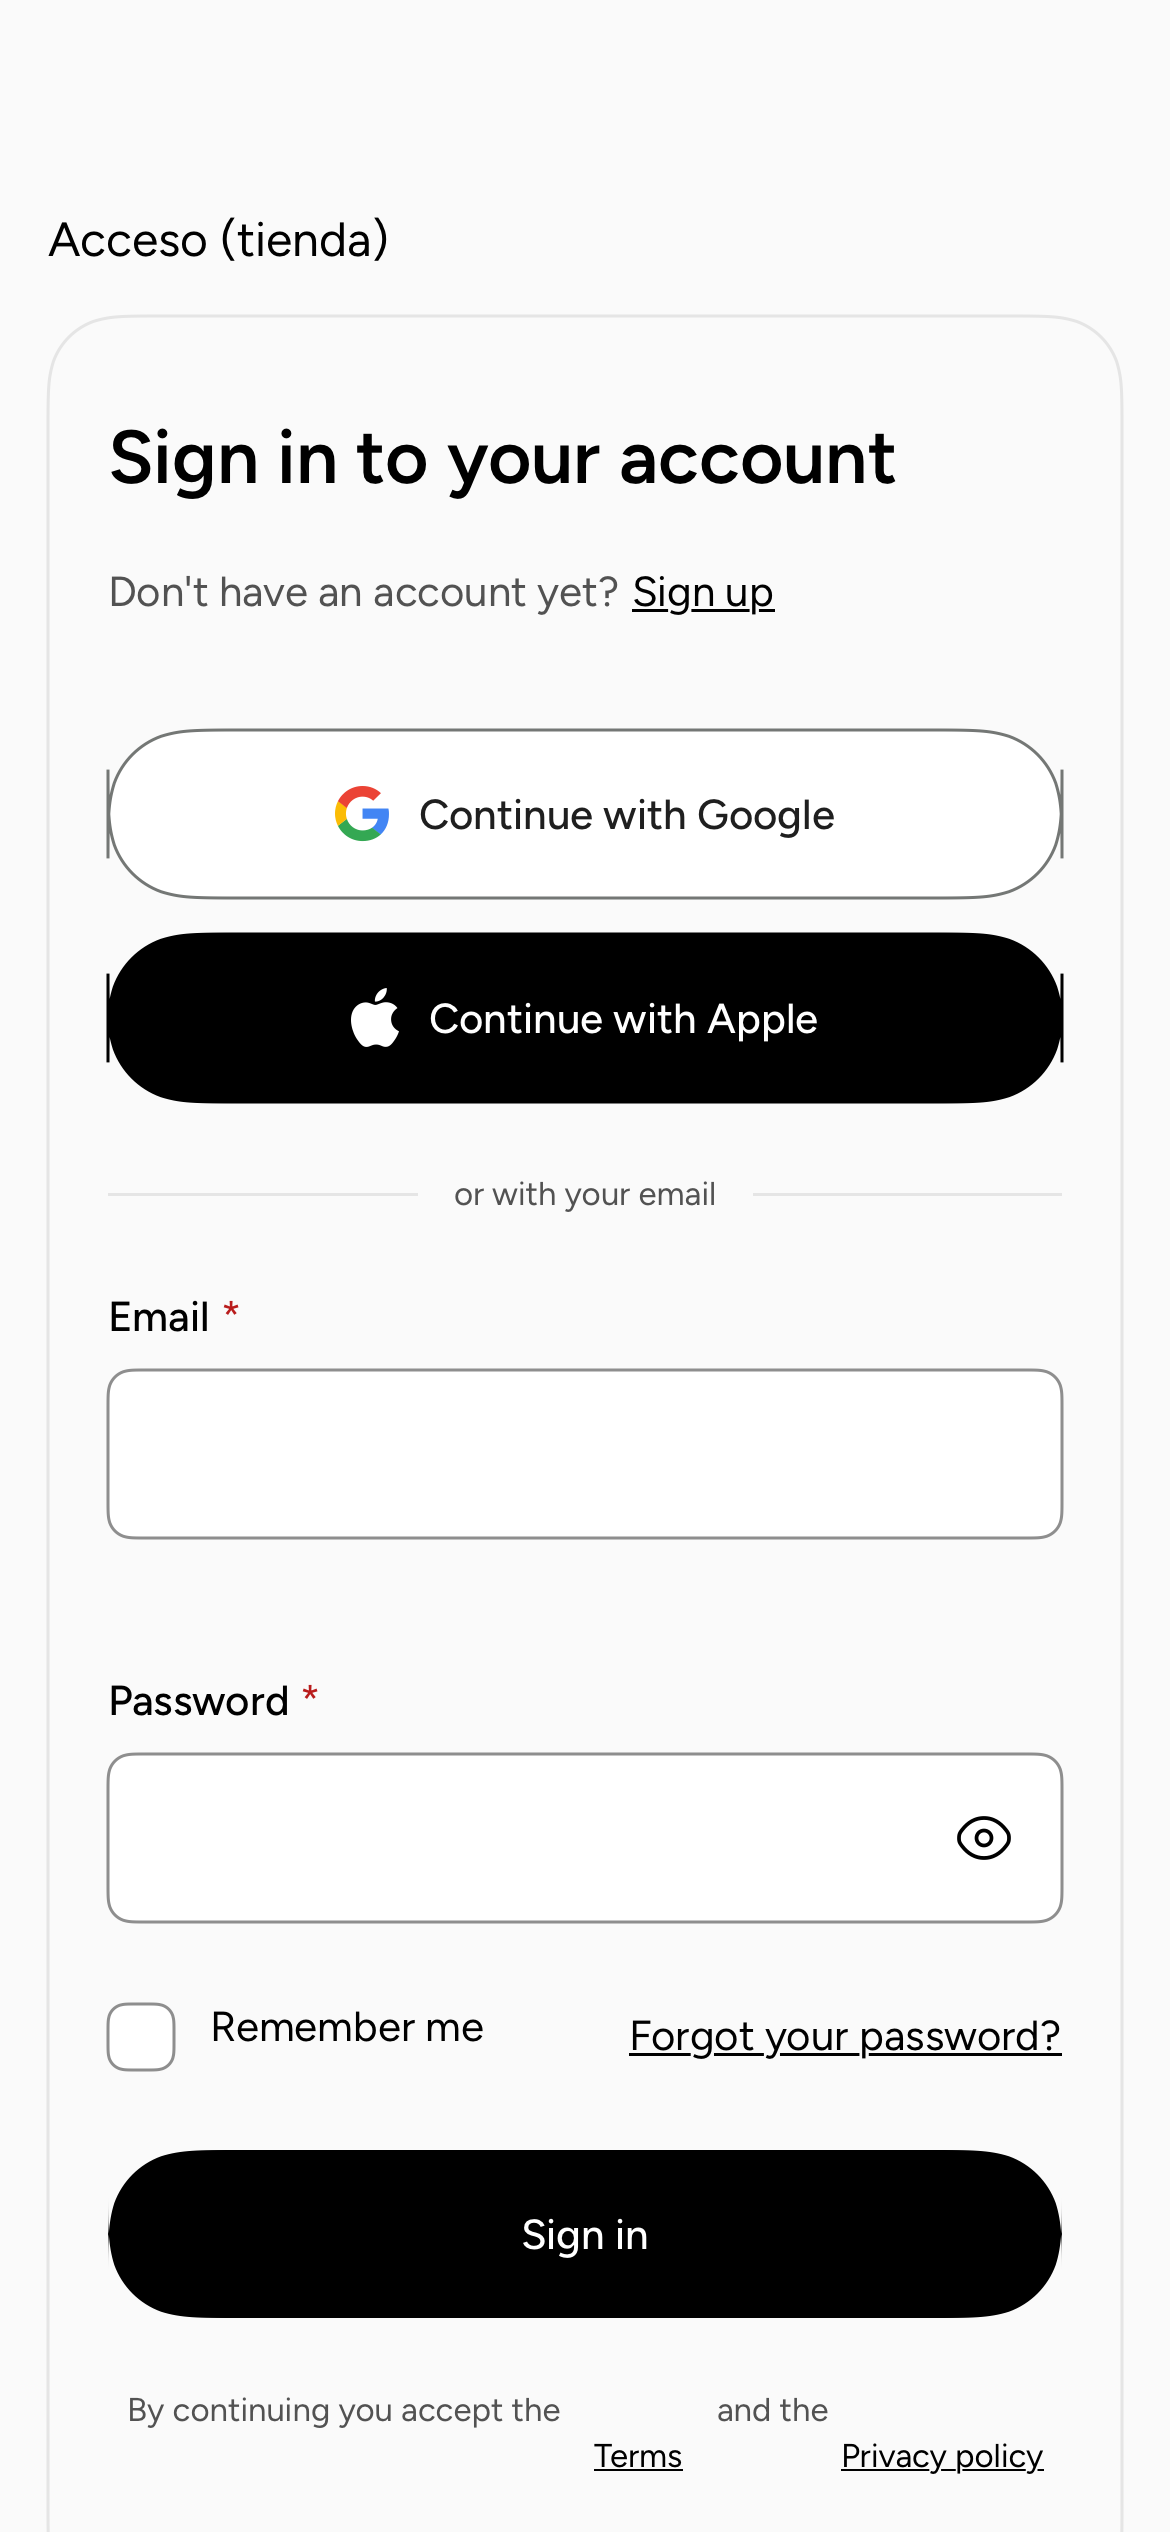 Acceso (tienda)
Sign in to your account
Don't have an account yet? Sign up
Continue with Google
Continue with Apple
or with your email
Email *
Password *
Remember me
Forgot your password?
Sign in
By continuing you accept the Terms and the Privacy policy